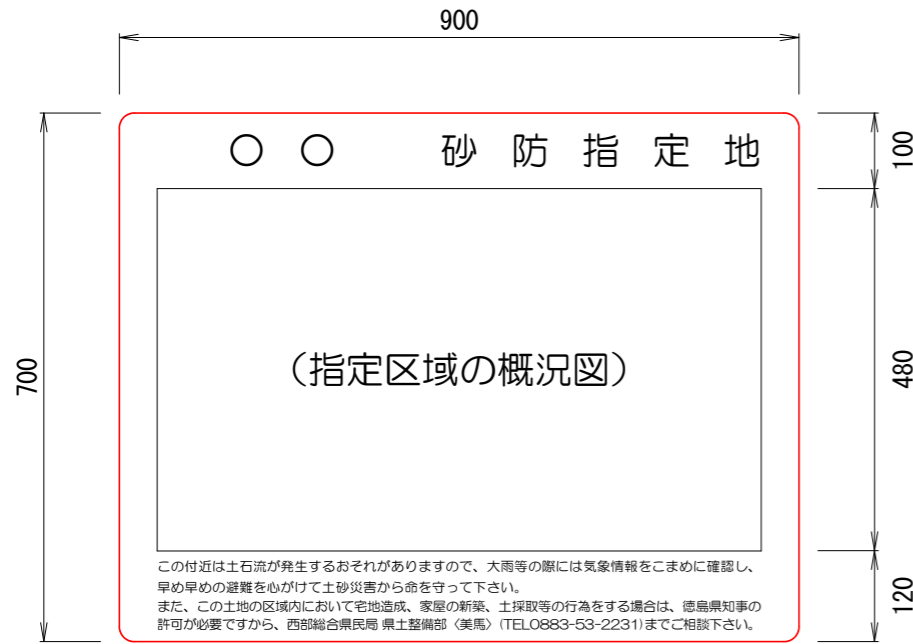 900
○ ○ 砂 防 指 定 地
100
700
(指定区域の概況図)
480
この付近は土石流が発生するおそれがありますので、大雨等の際には気象情報をこまめに確認し、
早め早めの避難を心がけて土砂災害から命を守って下さい。
また、この土地の区域内において宅地造成、家屋の新築、土採取等の行為をする場合は、徳島県知事の
許可が必要ですから、西部総合県民局 県土整備部〈美馬〉(TEL0883-53-2231)までご相談下さい。
120